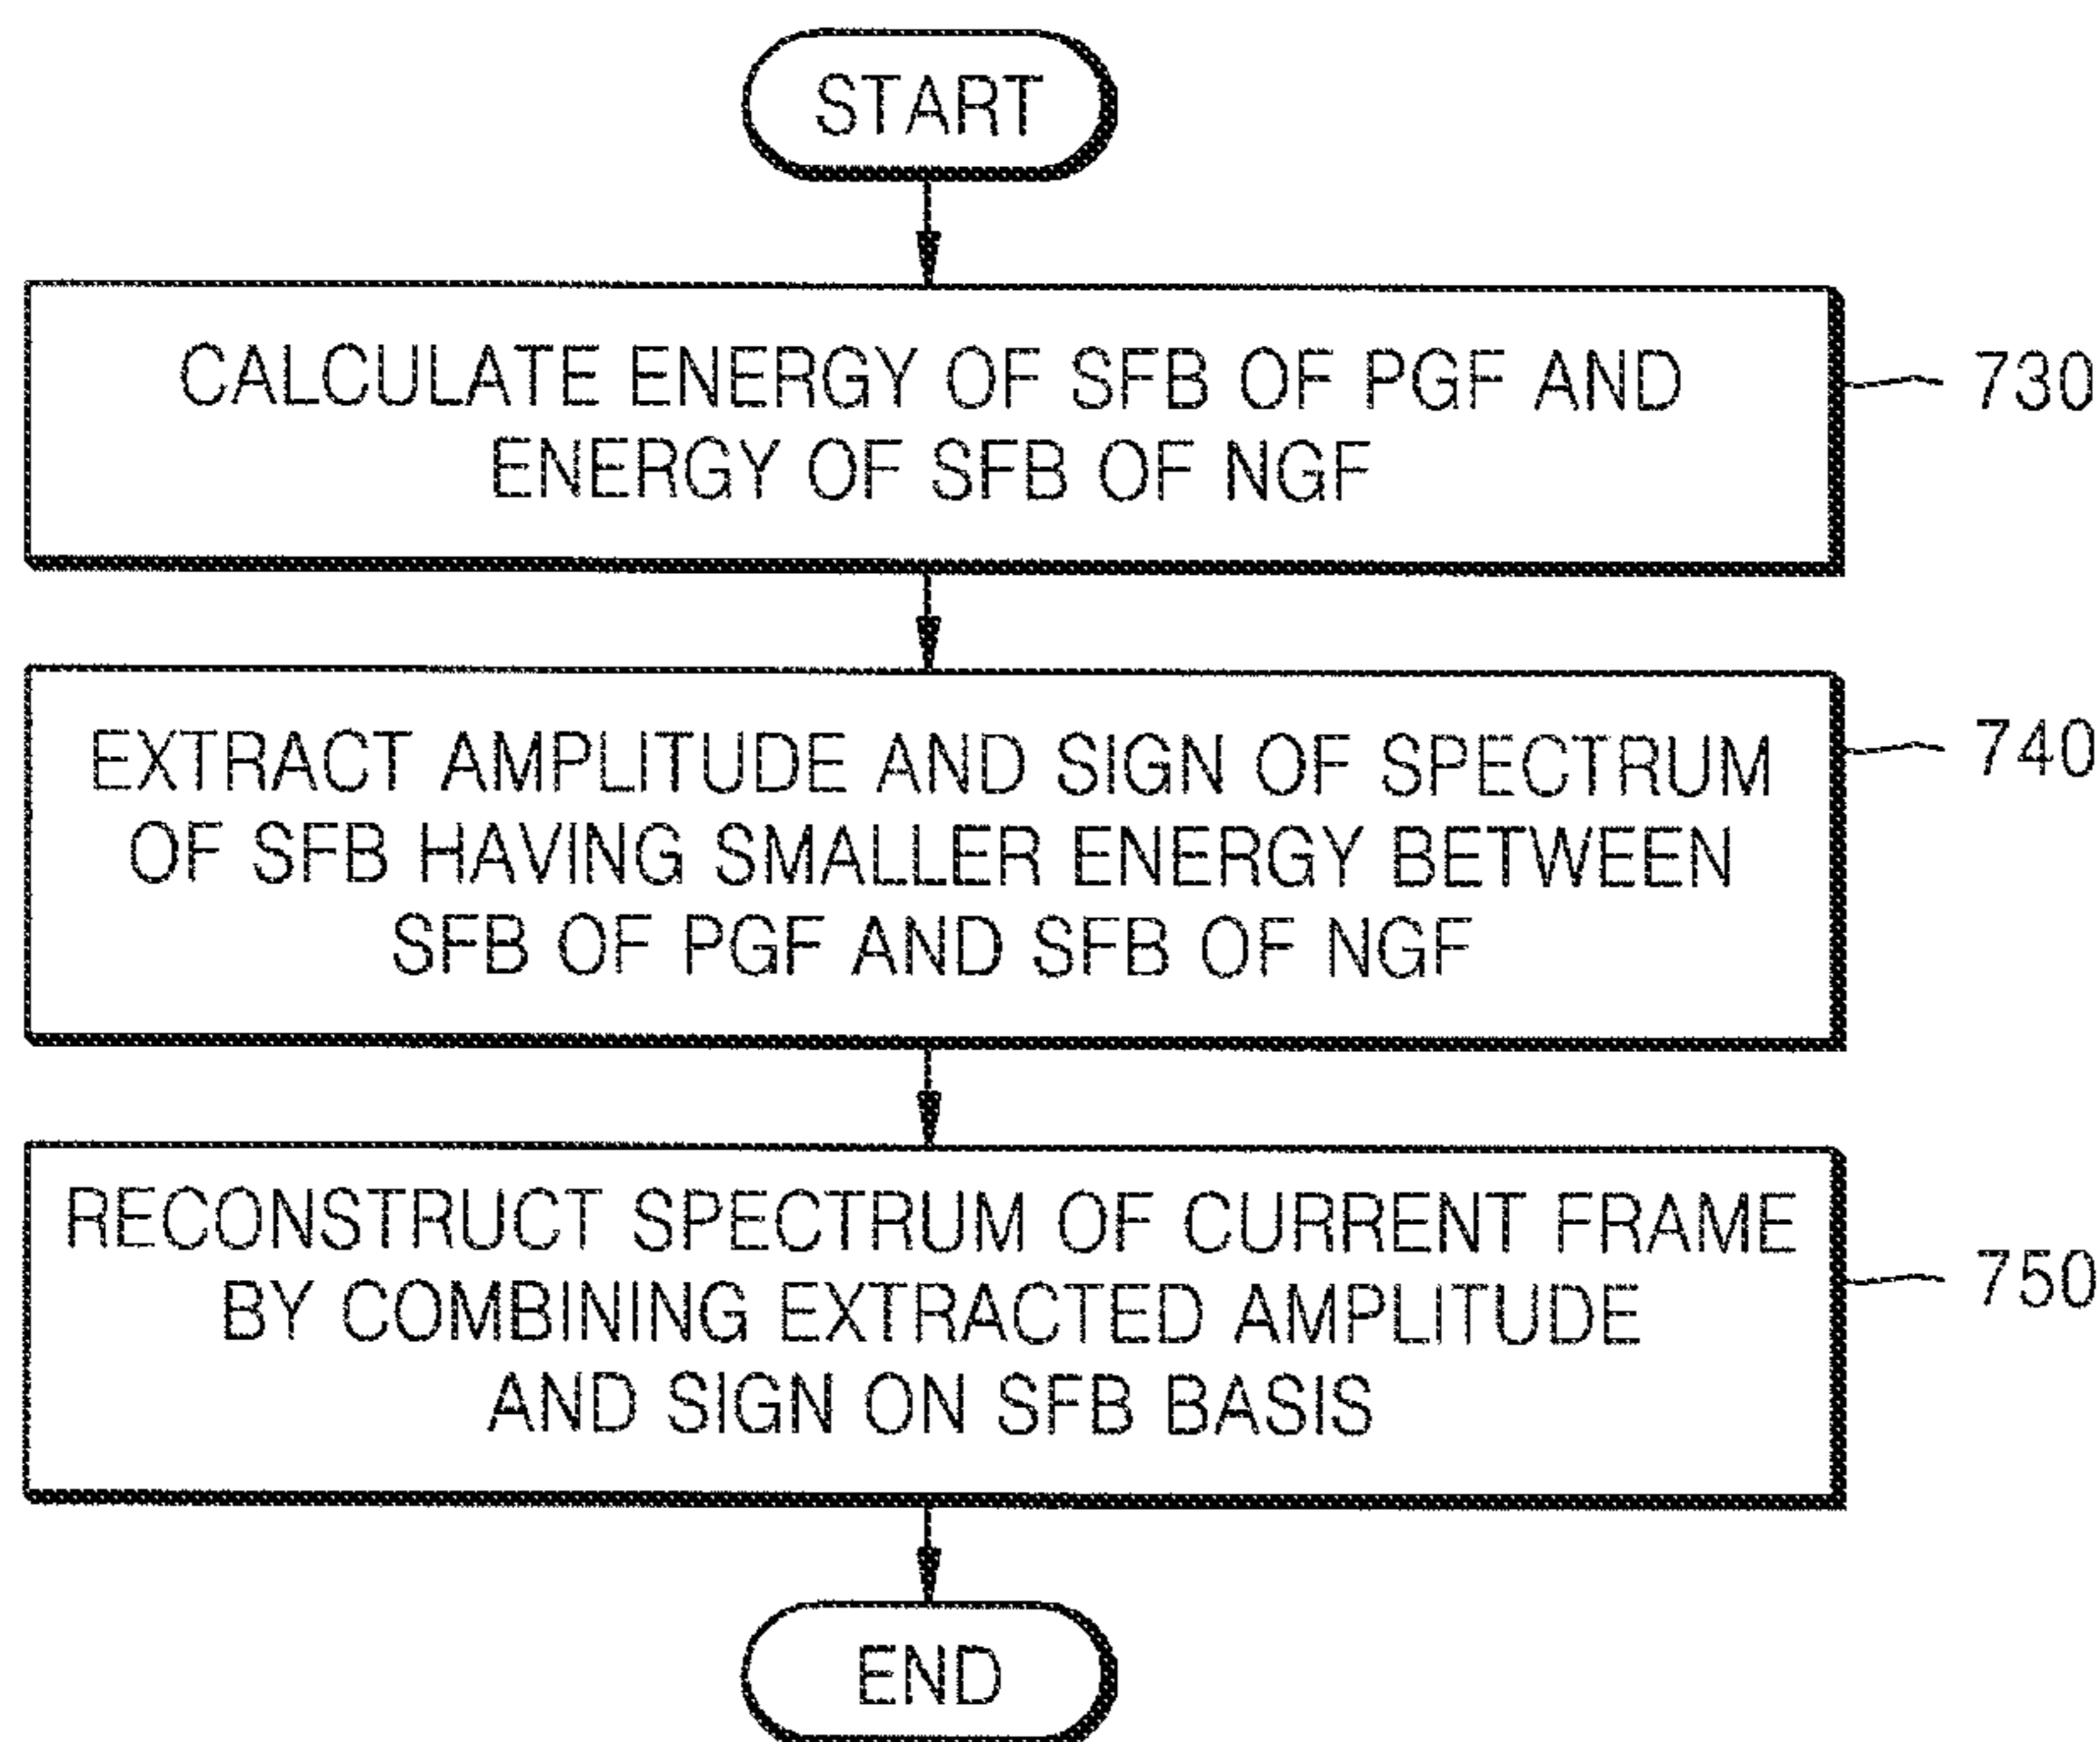 START
CALCULATE ENERGY OF SFB OF PGF AND
ENERGY OF SFB OF NGF
730
EXTRACT AMPLITUDE AND SIGN OF SPECTRUM
OF SFB HAVING SMALLER ENERGY BETWEEN
SFB OF PGF AND SFB OF NGF
740
RECONSTRUCT SPECTRUM OF CURRENT FRAME
BY COMBINING EXTRACTED AMPLITUDE
AND SIGN ON SFB BASIS
750
END